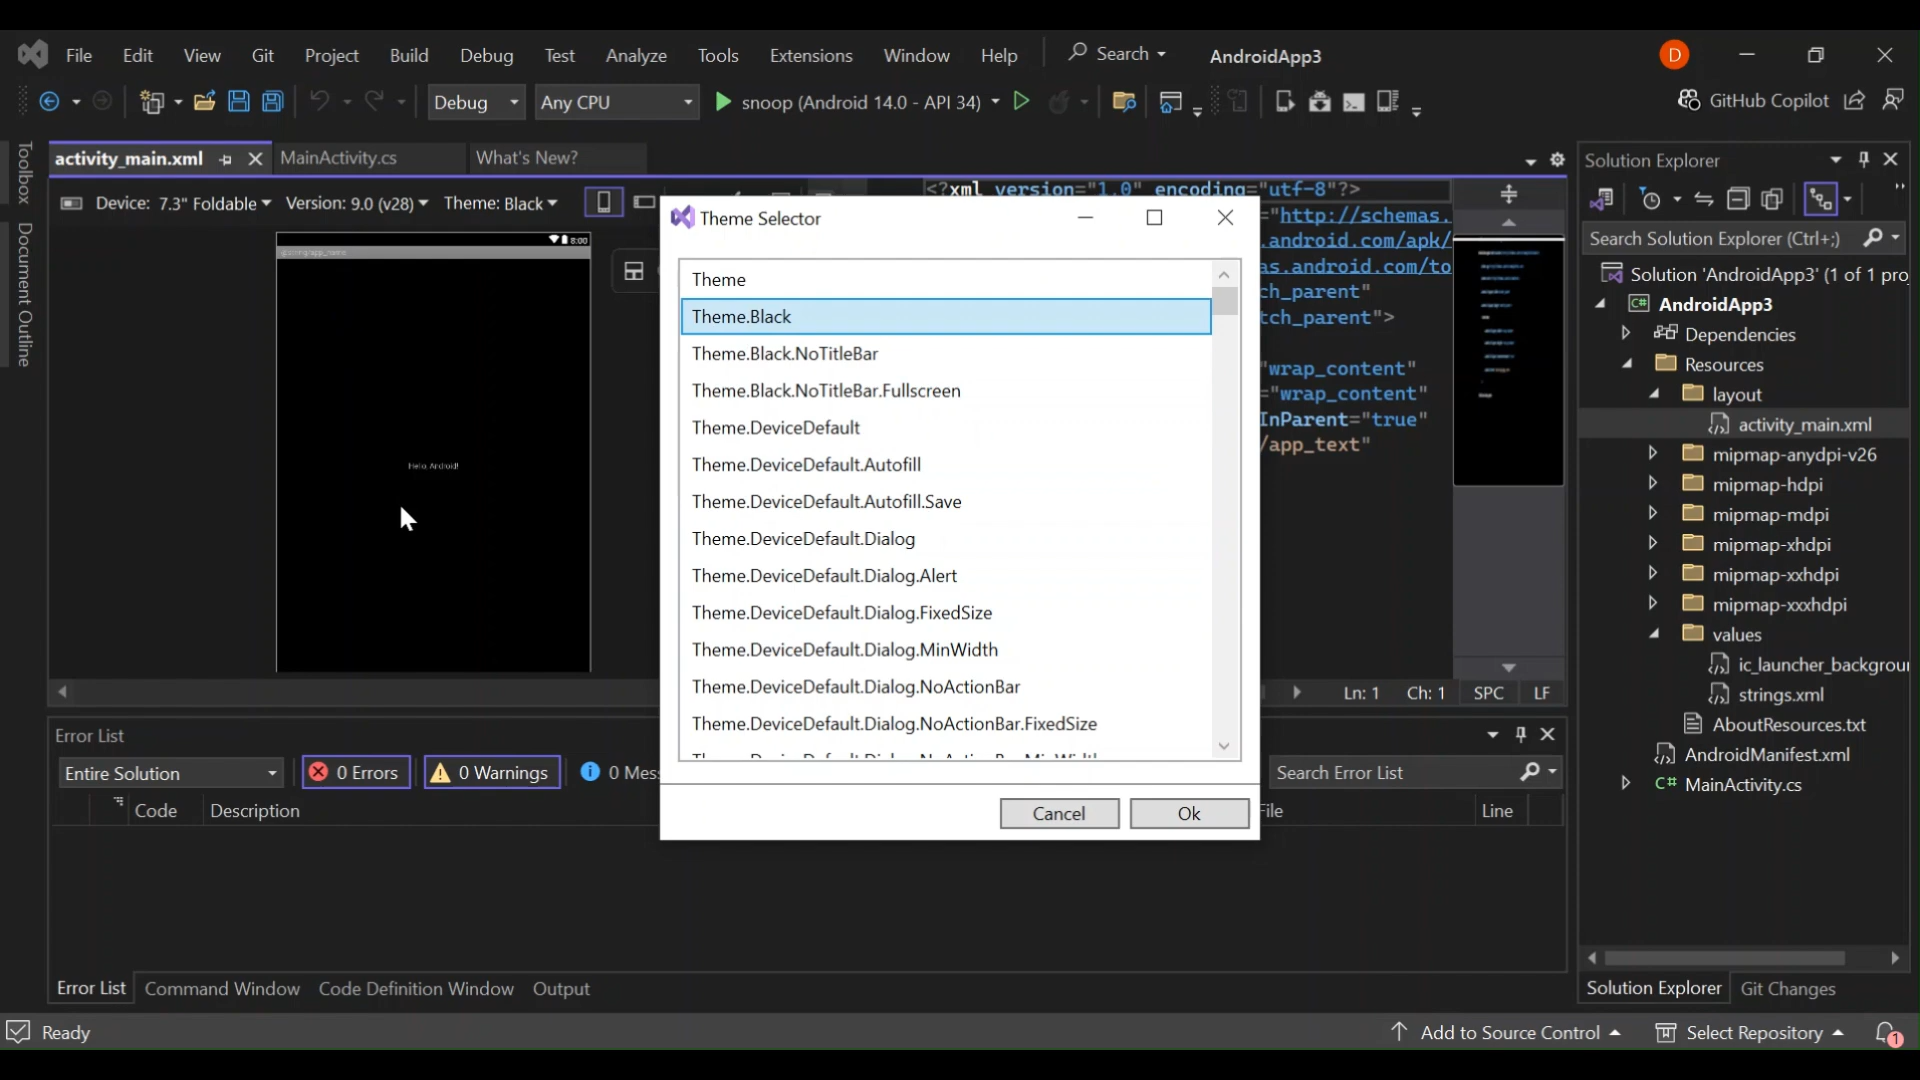 File Edit View Git Project Build Debug Test Analyze Tools Extensions Window Help Search AndroidApp3 D
Debug Any CPU snoop (Android 14.0 - API 34) GitHub Copilot
Toolbox
Document Outline
activity_main.xml MainActivity.cs What's New?
Device: 7.3" Foldable Version: 9.0 (v28) Theme: Black
8:00
Hello Android!
<?xml version="1.0" encoding="utf-8"?>
="http://schemas.
.android.com/apk/
as.android.com/to
ch_parent"
tch_parent">
"wrap_content"
="wrap_content"
InParent="true"
/app_text"
Theme Selector
Theme
Theme.Black
Theme.Black.NoTitleBar
Theme.Black.NoTitleBar.Fullscreen
Theme.DeviceDefault
Theme.DeviceDefault.Autofill
Theme.DeviceDefault.Autofill.Save
Theme.DeviceDefault.Dialog
Theme.DeviceDefault.Dialog.Alert
Theme.DeviceDefault.Dialog.FixedSize
Theme.DeviceDefault.Dialog.MinWidth
Theme.DeviceDefault.Dialog.NoActionBar
Theme.DeviceDefault.Dialog.NoActionBar.FixedSize
Cancel Ok
Ln: 1 Ch: 1 SPC LF
Error List
Entire Solution 0 Errors 0 Warnings 0 Mess
Search Error List
Code Description File Line
Error List Command Window Code Definition Window Output
Solution Explorer
Search Solution Explorer (Ctrl+;)
Solution 'AndroidApp3' (1 of 1 pro
C# AndroidApp3
Dependencies
Resources
layout
activity_main.xml
mipmap-anydpi-v26
mipmap-hdpi
mipmap-mdpi
mipmap-xhdpi
mipmap-xxhdpi
mipmap-xxxhdpi
values
ic_launcher_backgrou
strings.xml
AboutResources.txt
AndroidManifest.xml
C# MainActivity.cs
Solution Explorer Git Changes
Ready Add to Source Control Select Repository 1